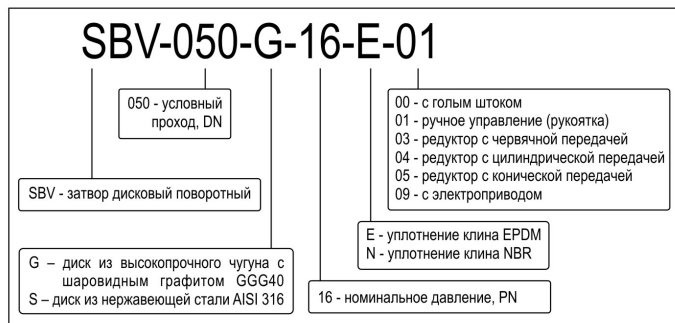 SBV-050-G-16-E-01
050 - условный
проход, DN
00 - с голым штоком
01 - ручное управление (рукоятка)
03 - редуктор с червячной передачей
04 - редуктор с цилиндрической передачей
05 - редуктор с конической передачей
09 - с электроприводом
SBV - затвор дисковый поворотный
E - уплотнение клина EPDM
N - уплотнение клина NBR
G – диск из высокопрочного чугуна с
шаровидным графитом GGG40
S – диск из нержавеющей стали AISI 316
16 - номинальное давление, PN